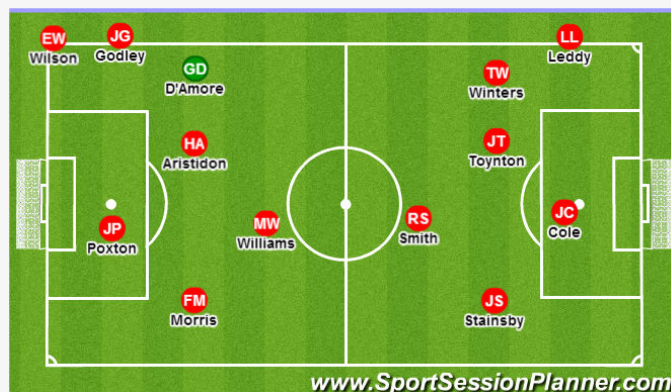 EW
Wilson
JG
Godley
GD
D'Amore
HA
Aristidon
JP
Poxton
MW
Williams
FM
Morris
LL
Leddy
TW
Winters
JT
Toynton
RS
Smith
JC
Cole
JS
Stainsby
www.SportSessionPlanner.com